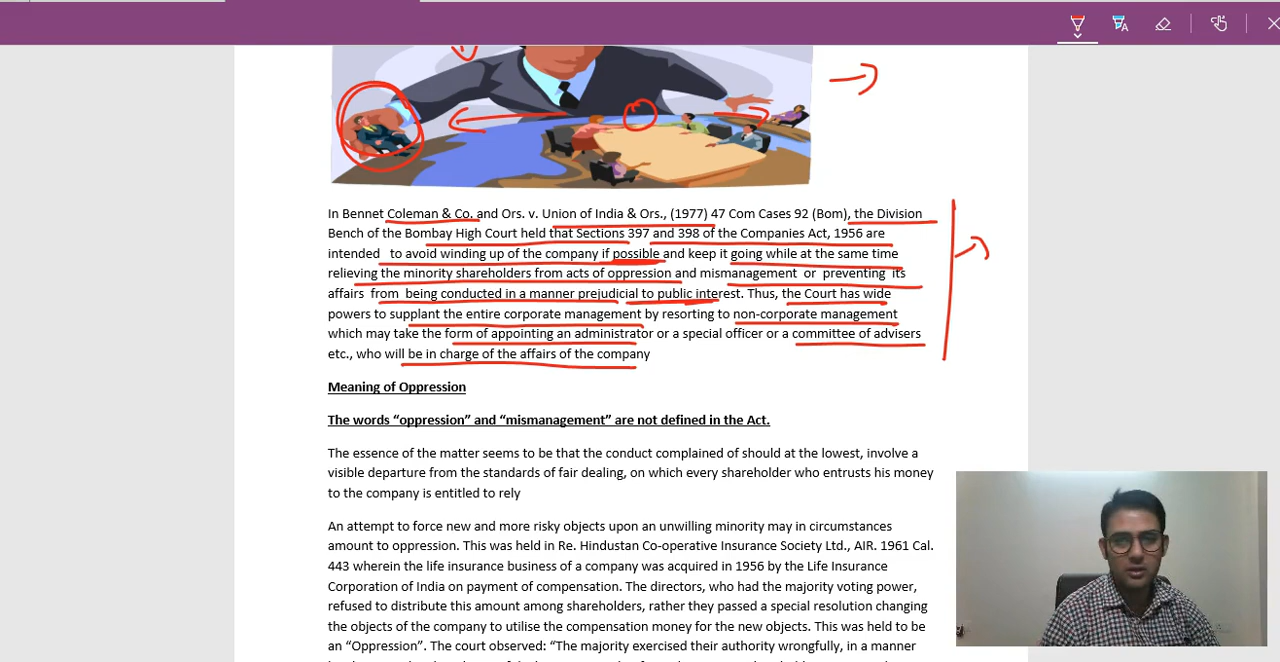 In Bennet Coleman & Co. and Ors. v. Union of India & Ors., (1977) 47 Com Cases 92 (Bom), the Division
Bench of the Bombay High Court held that Sections 397 and 398 of the Companies Act, 1956 are
intended to avoid winding up of the company if possible and keep it going while at the same time
relieving the minority shareholders from acts of oppression and mismanagement or preventing its
affairs from being conducted in a manner prejudicial to public interest. Thus, the Court has wide
powers to supplant the entire corporate management by resorting to non-corporate management
which may take the form of appointing an administrator or a special officer or a committee of advisers
etc., who will be in charge of the affairs of the company
Meaning of Oppression
The words “oppression” and “mismanagement” are not defined in the Act.
The essence of the matter seems to be that the conduct complained of should at the lowest, involve a
visible departure from the standards of fair dealing, on which every shareholder who entrusts his money
to the company is entitled to rely
An attempt to force new and more risky objects upon an unwilling minority may in circumstances
amount to oppression. This was held in Re. Hindustan Co-operative Insurance Society Ltd., AIR. 1961 Cal.
443 wherein the life insurance business of a company was acquired in 1956 by the Life Insurance
Corporation of India on payment of compensation. The directors, who had the majority voting power,
refused to distribute this amount among shareholders, rather they passed a special resolution changing
the objects of the company to utilise the compensation money for the new objects. This was held to be
an “Oppression”. The court observed: “The majority exercised their authority wrongfully, in a manner